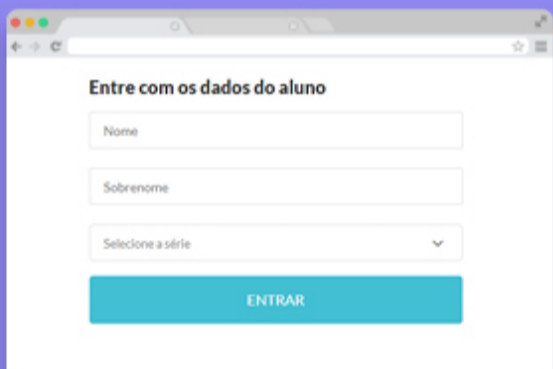 Entre com os dados do aluno
Nome
Sobrenome
Selecione a série
ENTRAR